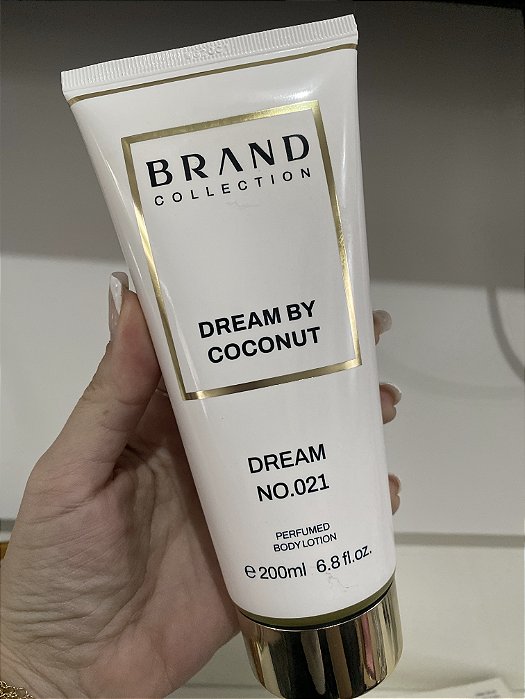 BRAND
COLLECTION
DREAM BY
COCONUT
DREAM
NO.021
PERFUMED
BODY LOTION
e 200ml 6.8 fl.oz.